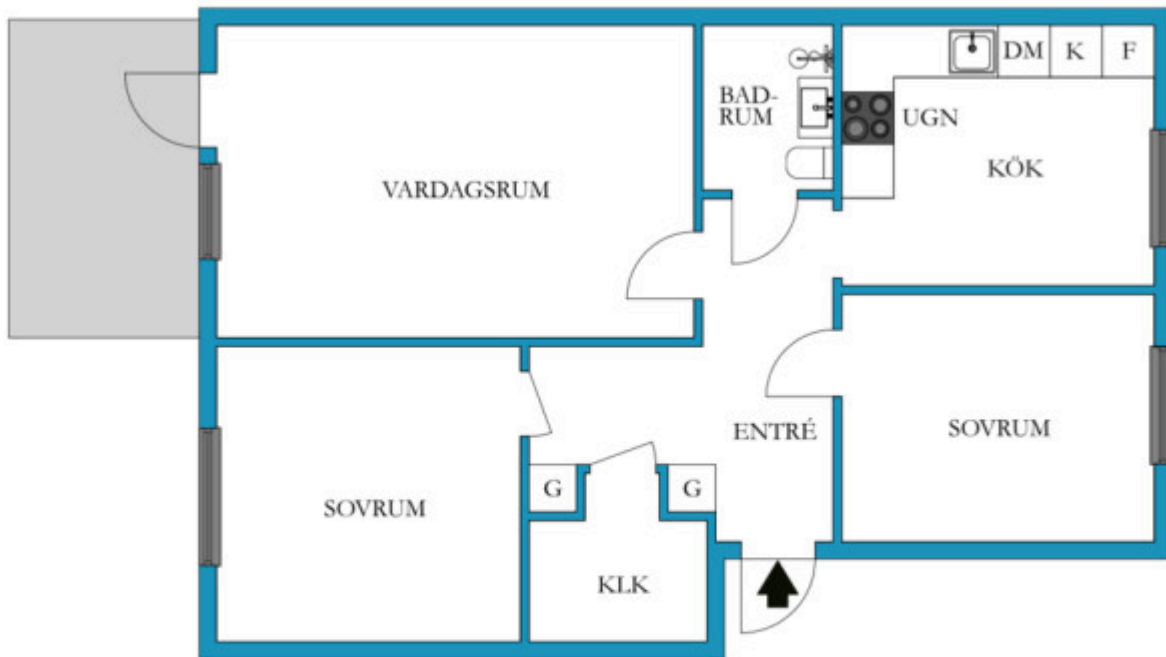 DM K F
BAD-
RUM
UGN
KÖK
VARDAGSRUM
ENTRÉ
SOVRUM
G G
SOVRUM
KLK